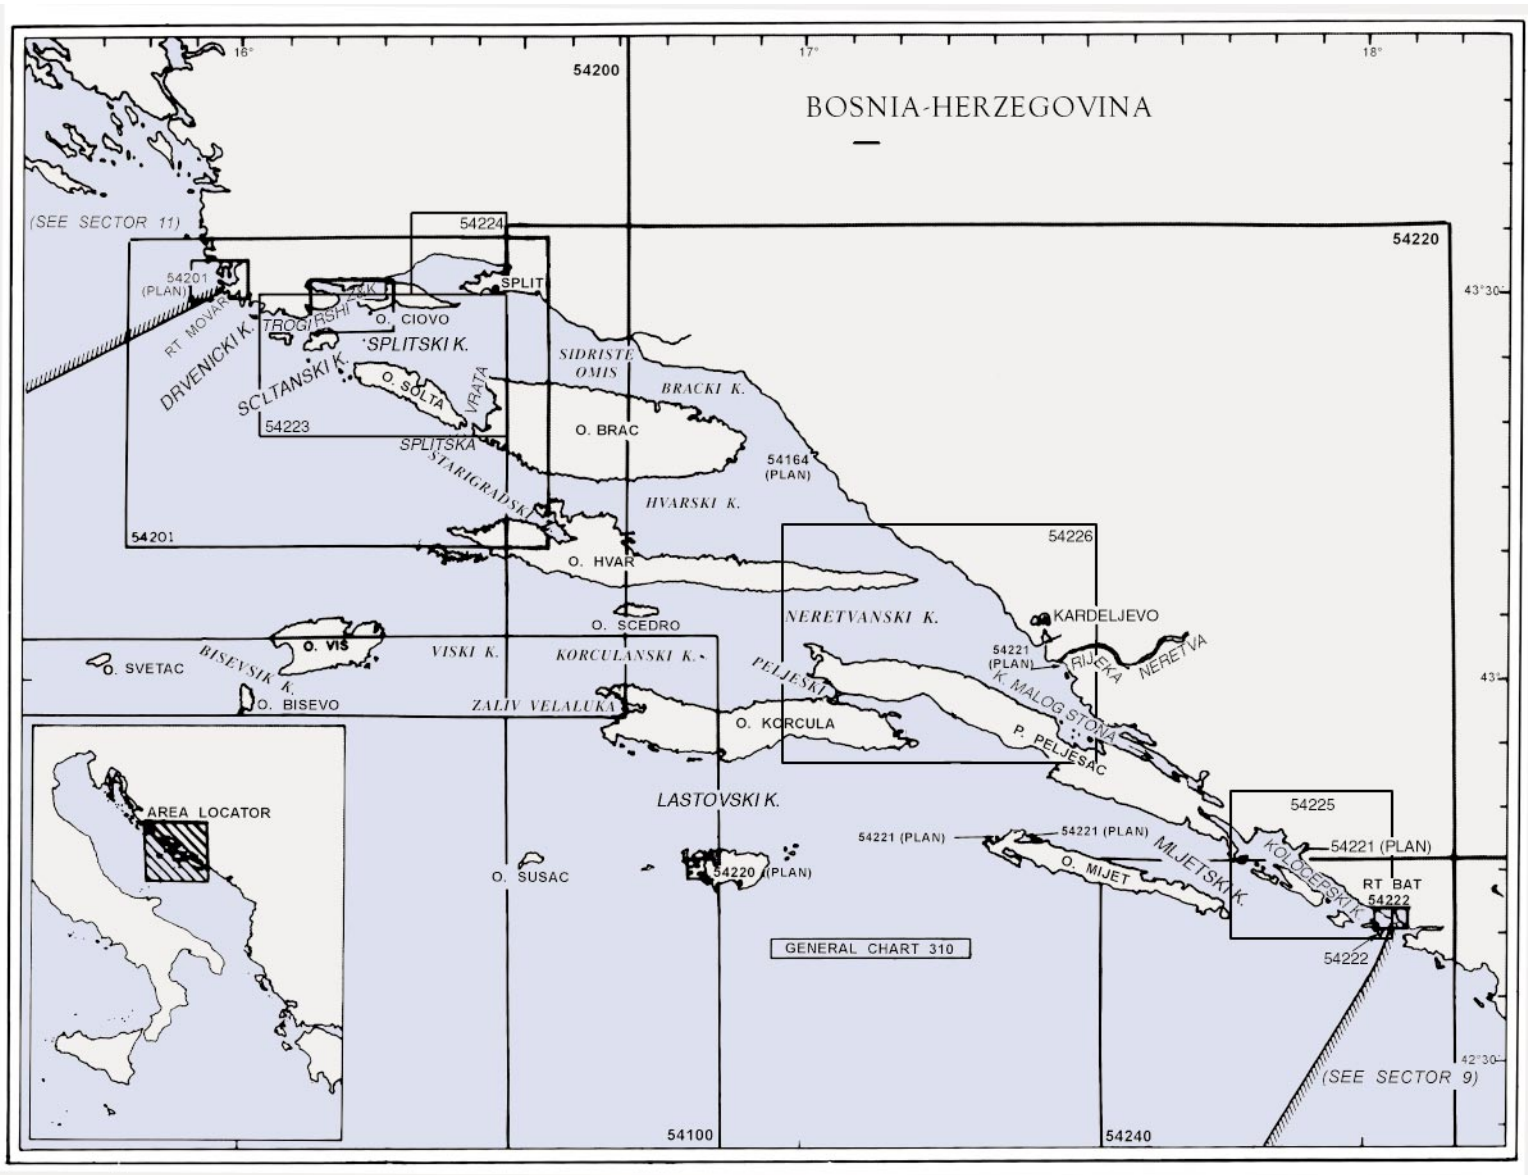 16°
17°
18°
54200
BOSNIA-HERZEGOVINA
(SEE SECTOR 11)
54224
54220
54201
(PLAN)
SPLIT
43°30
RT MOVAR
TROGIRSHI
Z&K
O. CIOVO
DRVENICKI K.
SPLITSKI K.
SCLTANSKI K.
SIDRISTE
OMIS
BRACKI K.
O. SOLTA
VRATA
54223
SPLITSKA
O. BRAC
54164
(PLAN)
STARIGRADSKI
HVARSKI K.
54201
54226
O. HVAR
O. SCEDRO
NERETVANSKI K.
KARDELJEVO
O. VIS
BISEVSIK K.
VISKI K.
KORCULANSKI K.
54221
(PLAN)
RIJEKA
NERETVA
O. SVETAC
PELJESKI
K. MALOG STONA
43°
O. BISEVO
ZALIV VELALUKA
O. KORCULA
P. PELJESAC
AREA LOCATOR
LASTOVSKI K.
54225
54221 (PLAN)
54221 (PLAN)
MLJETSKI K.
KOLOCEPSKI K.
54221 (PLAN)
O. SUSAC
54220 (PLAN)
O. MIJET
RT BAT
54222
GENERAL CHART 310
54222
42°30
(SEE SECTOR 9)
54100
54240